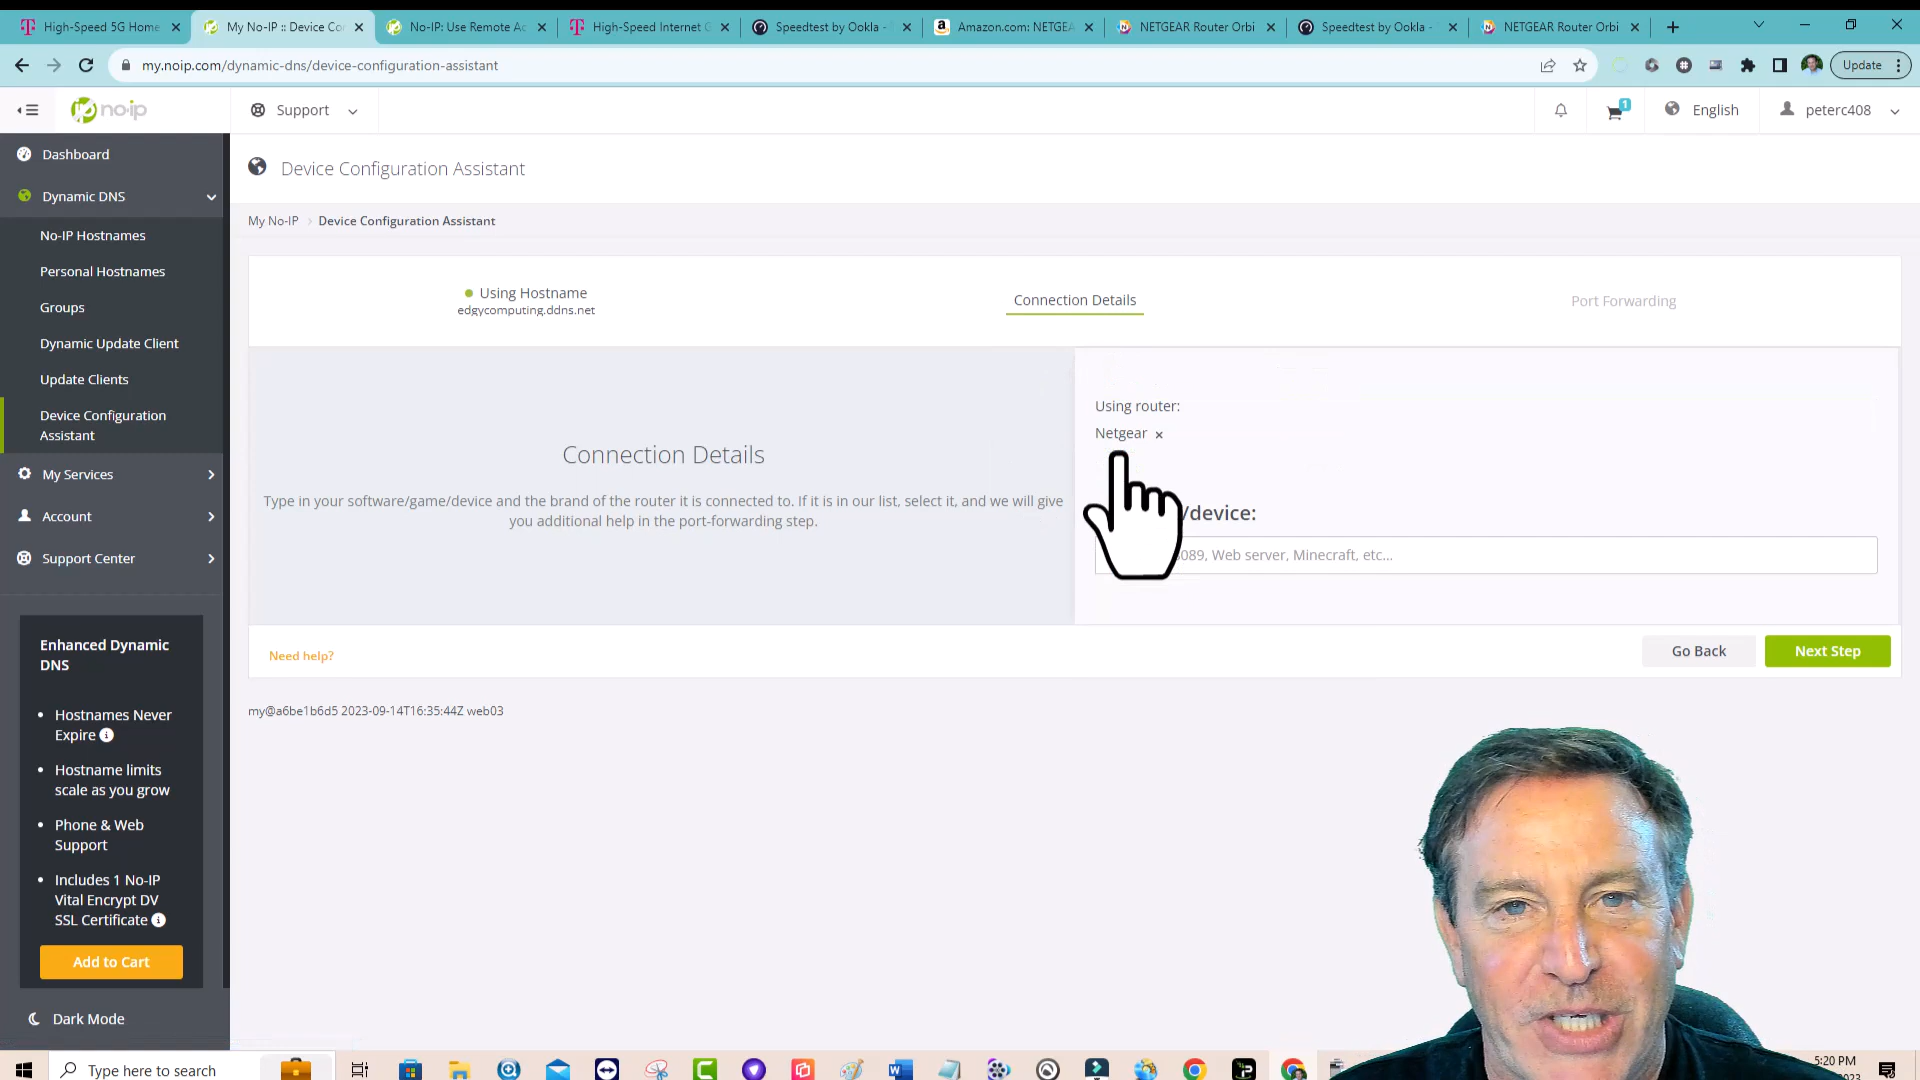 High-Speed 5G Home
My No-IP :: Device Co
No-IP: Use Remote Ac
High-Speed Internet G
Speedtest by Ookla -
Amazon.com: NETGEA
NETGEAR Router Orbi
Speedtest by Ookla -
NETGEAR Router Orbi
my.noip.com/dynamic-dns/device-configuration-assistant
Update
no-ip
Support
1
English
peterc408
Dashboard
Device Configuration Assistant
Dynamic DNS
My No-IP > Device Configuration Assistant
No-IP Hostnames
Personal Hostnames
Groups
Dynamic Update Client
Update Clients
Device Configuration
Assistant
My Services
Account
Support Center
Using Hostname
edgycomputing.ddns.net
Connection Details
Port Forwarding
Connection Details
Type in your software/game/device and the brand of the router it is connected to. If it is in our list, select it, and we will give
you additional help in the port-forwarding step.
Using router:
Netgear ×
/device:
089, Web server, Minecraft, etc...
Need help?
Go Back
Next Step
my@a6be1b6d5 2023-09-14T16:35:44Z web03
Enhanced Dynamic
DNS
• Hostnames Never
Expire
• Hostname limits
scale as you grow
• Phone & Web
Support
• Includes 1 No-IP
Vital Encrypt DV
SSL Certificate
Add to Cart
Dark Mode
Type here to search
5:20 PM